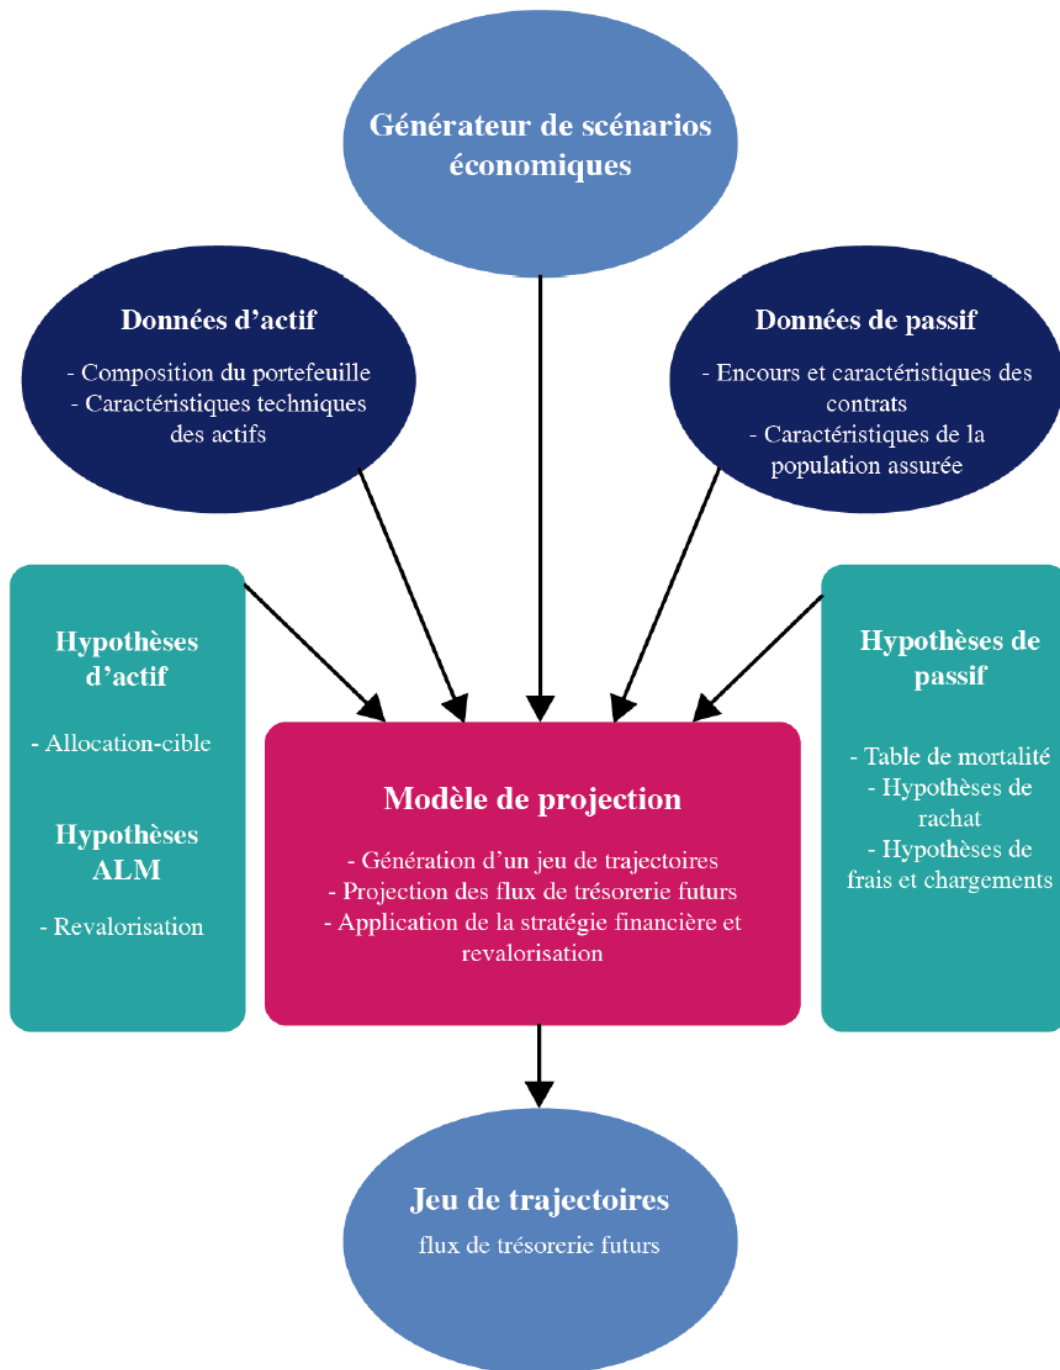 Générateur de scénarios
économiques
Données d’actif
- Composition du portefeuille
- Caractéristiques techniques
des actifs
Données de passif
- Encours et caractéristiques des
contrats
- Caractéristiques de la
population assurée
Hypothèses
d’actif
- Allocation-cible
Hypothèses
ALM
- Revalorisation
Modèle de projection
- Génération d’un jeu de trajectoires
- Projection des flux de trésorerie futurs
- Application de la stratégie financière et
revalorisation
Hypothèses de
passif
- Table de mortalité
- Hypothèses de
rachat
- Hypothèses de
frais et chargements
Jeu de trajectoires
flux de trésorerie futurs